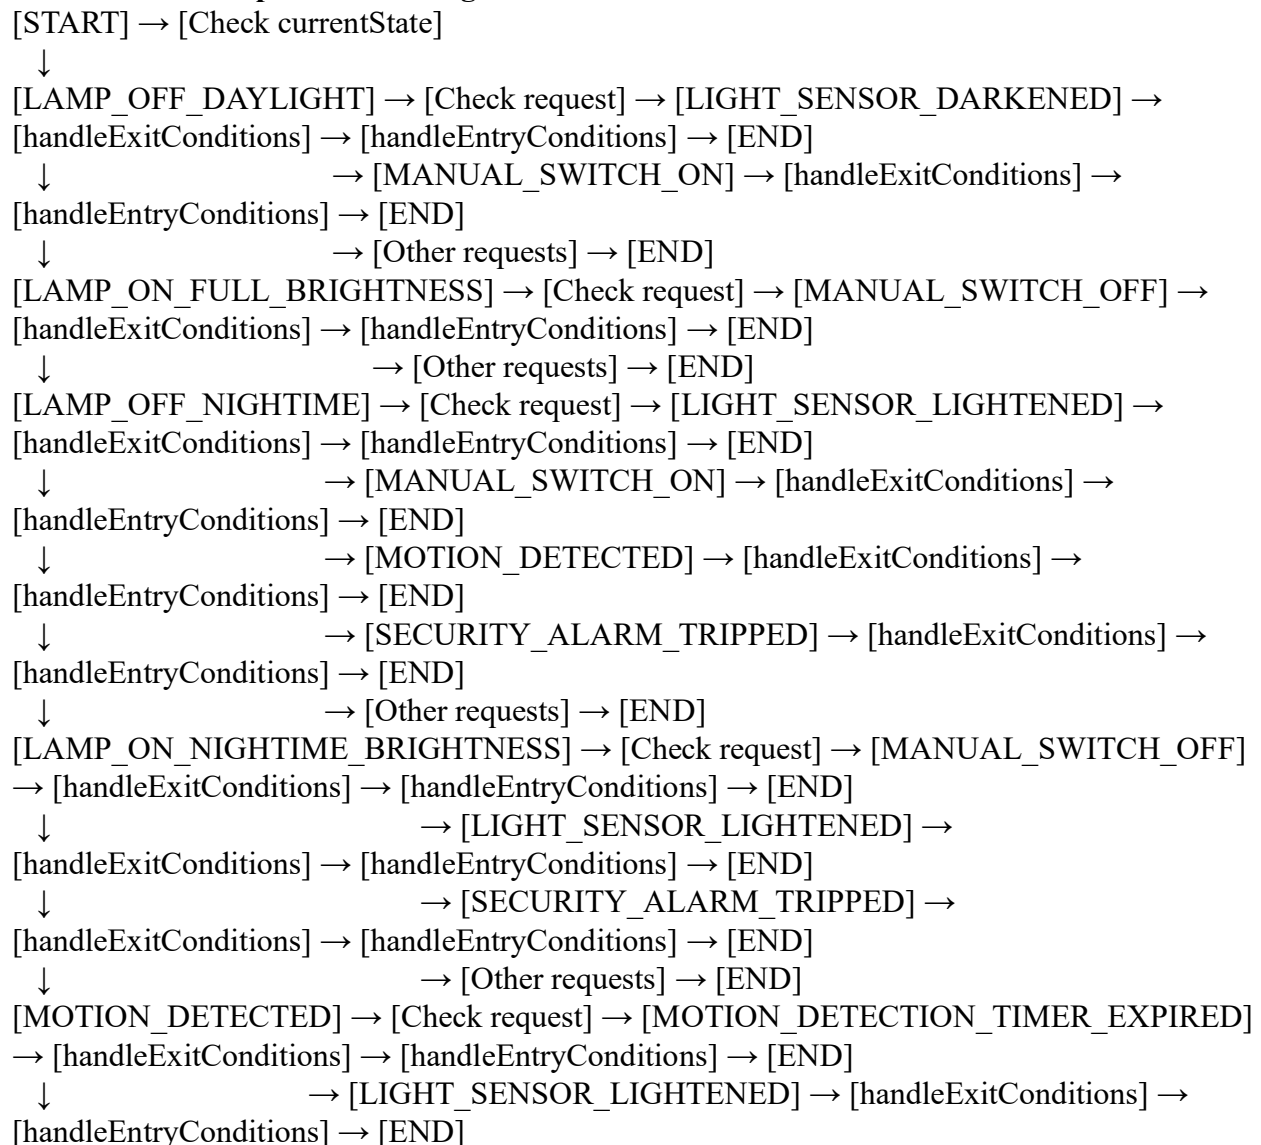 [START] → [Check currentState]
↓
[LAMP_OFF_DAYLIGHT] → [Check request] → [LIGHT_SENSOR_DARKENED] →
[handleExitConditions] → [handleEntryConditions] → [END]
↓ → [MANUAL_SWITCH_ON] → [handleExitConditions] →
[handleEntryConditions] → [END]
↓ → [Other requests] → [END]
[LAMP_ON_FULL_BRIGHTNESS] → [Check request] → [MANUAL_SWITCH_OFF] →
[handleExitConditions] → [handleEntryConditions] → [END]
↓ → [Other requests] → [END]
[LAMP_OFF_NIGHTIME] → [Check request] → [LIGHT_SENSOR_LIGHTENED] →
[handleExitConditions] → [handleEntryConditions] → [END]
↓ → [MANUAL_SWITCH_ON] → [handleExitConditions] →
[handleEntryConditions] → [END]
↓ → [MOTION_DETECTED] → [handleExitConditions] →
[handleEntryConditions] → [END]
↓ → [SECURITY_ALARM_TRIPPED] → [handleExitConditions] →
[handleEntryConditions] → [END]
↓ → [Other requests] → [END]
[LAMP_ON_NIGHTIME_BRIGHTNESS] → [Check request] → [MANUAL_SWITCH_OFF]
→ [handleExitConditions] → [handleEntryConditions] → [END]
↓ → [LIGHT_SENSOR_LIGHTENED] →
[handleExitConditions] → [handleEntryConditions] → [END]
↓ → [SECURITY_ALARM_TRIPPED] →
[handleExitConditions] → [handleEntryConditions] → [END]
↓ → [Other requests] → [END]
[MOTION_DETECTED] → [Check request] → [MOTION_DETECTION_TIMER_EXPIRED]
→ [handleExitConditions] → [handleEntryConditions] → [END]
↓ → [LIGHT_SENSOR_LIGHTENED] → [handleExitConditions] →
[handleEntryConditions] → [END]